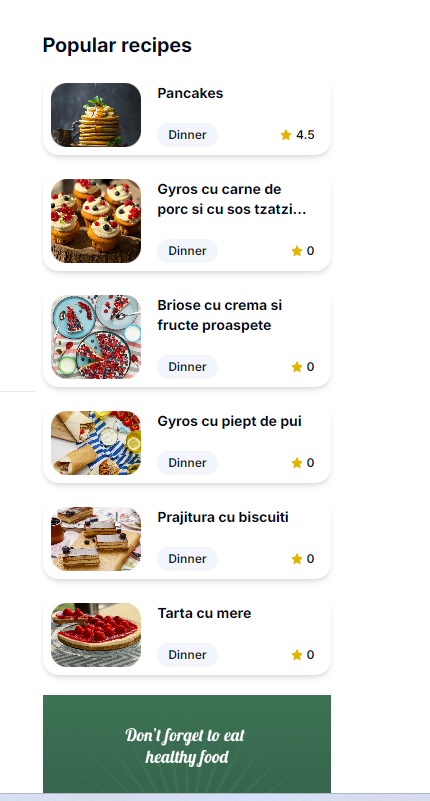 Popular recipes
Pancakes
Dinner
4.5
Gyros cu carne de
porc si cu sos tzatzi...
Dinner
0
Briose cu crema si
fructe proaspete
Dinner
0
Gyros cu piept de pui
Dinner
0
Prajitura cu biscuiti
Dinner
0
Tarta cu mere
Dinner
0
Don't forget to eat
healthy food